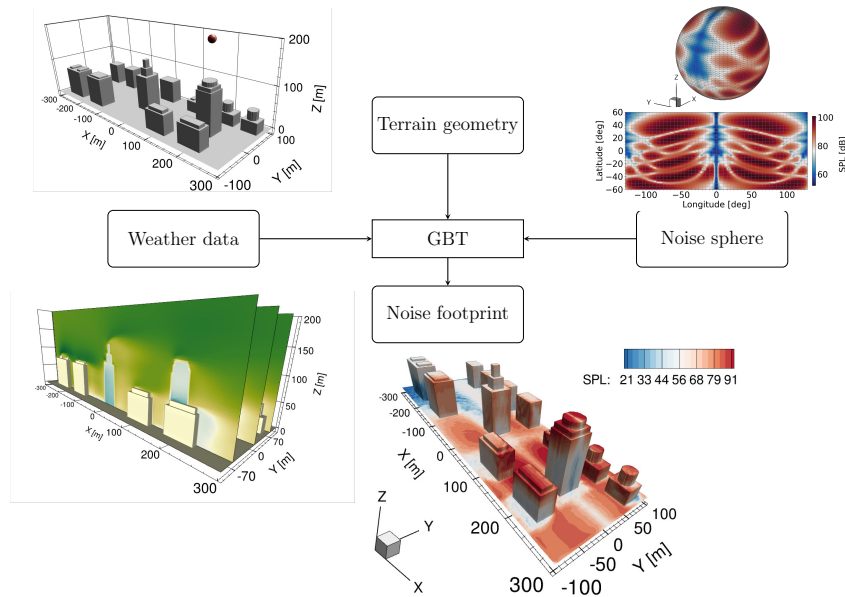 200
100
0
Z [m]
-300
-200
-100
0
100
200
300
X [m]
100
0
-100
Y [m]
Terrain geometry
Z
Y
X
60
40
20
0
−20
−40
−60
Latitude [deg]
−100
−50
0
50
100
Longitude [deg]
100
80
60
SPL [dB]
Weather data
GBT
Noise sphere
Noise footprint
200
150
100
50
0
Z [m]
-300
-200
-100
0
100
200
300
X [m]
70
0
-70
Y [m]
SPL: 21 33 44 56 68 79 91
-300
-200
-100
0
100
200
300
X [m]
100
50
0
-50
-100
Y [m]
Z
Y
X